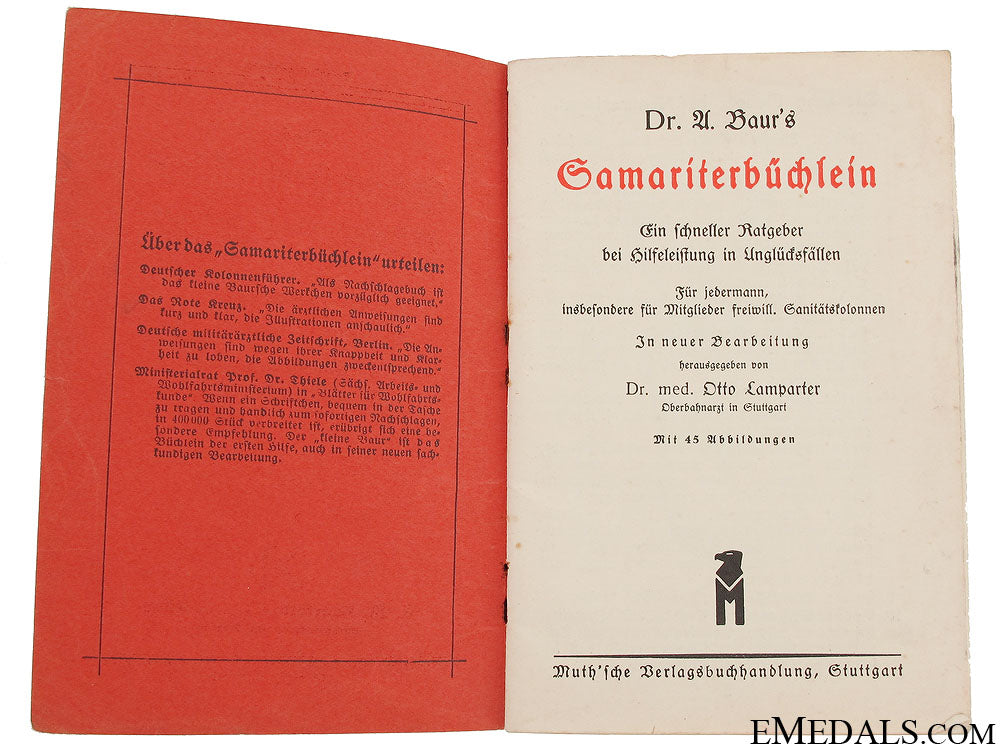 Über das „Samariterbüchlein“ urteilen:
Deutscher Kolonnenführer. „Als Nachschlagebuch ist
das kleine Baursche Werkchen vorzüglich geeignet.“
Das Rote Kreuz. „Die ärztlichen Anweisungen sind
kurz und klar, die Illustrationen anschaulich.“
Deutsche militärärztliche Zeitschrift, Berlin. „Die An-
weisungen sind wegen ihrer Knappheit und Klar-
heit zu loben, die Abbildungen zweckentsprechend.“
Ministerialrat Prof. Dr. Thiele (Sächs. Arbeits- und
Wohlfahrtsministerium) in „Blätter für Wohlfahrts-
kunde“. Wenn ein Schriftchen, bequem in der Tasche
zu tragen und handlich zum sofortigen Nachschlagen,
in 400000 Stück verbreitet ist, erübrigt sich eine be-
sondere Empfehlung. Der „kleine Baur“ ist das
Büchlein der ersten Hilfe, auch in seiner neuen fach-
kundigen Bearbeitung.
Dr. A. Baur's
Samariterbüchlein
Ein schneller Ratgeber
bei Hilfeleistung in Unglücksfällen
Für jedermann,
insbesondere für Mitglieder freiwill. Sanitätskolonnen
In neuer Bearbeitung
herausgegeben von
Dr. med. Otto Lamparter
Oberbahnarzt in Stuttgart
Mit 45 Abbildungen
M
Muth'sche Verlagsbuchhandlung, Stuttgart
EMEDALS.COM